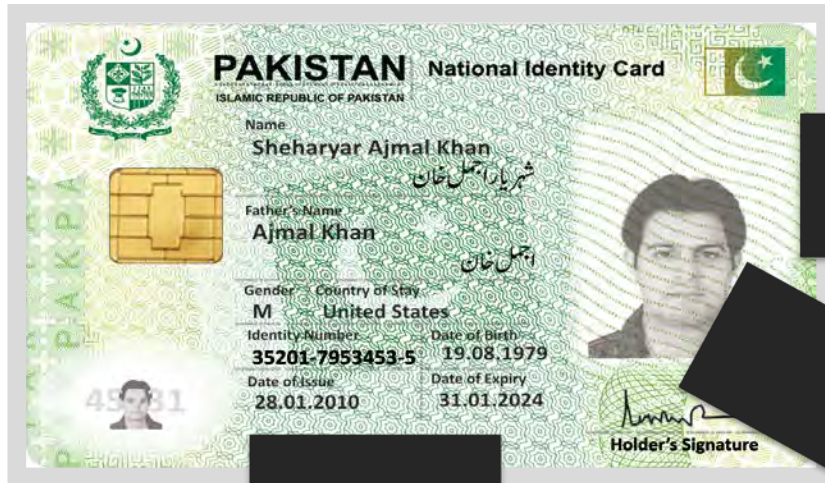 PAKISTAN National Identity Card
ISLAMIC REPUBLIC OF PAKISTAN
Name
Sheharyar Ajmal Khan
شہریار اجمل خان
Father's Name
Ajmal Khan
اجمل خان
Gender Country of Stay
M United States
Identity Number Date of Birth
35201-7953453-5 19.08.1979
Date of Issue Date of Expiry
28.01.2010 31.01.2024
Holder's Signature